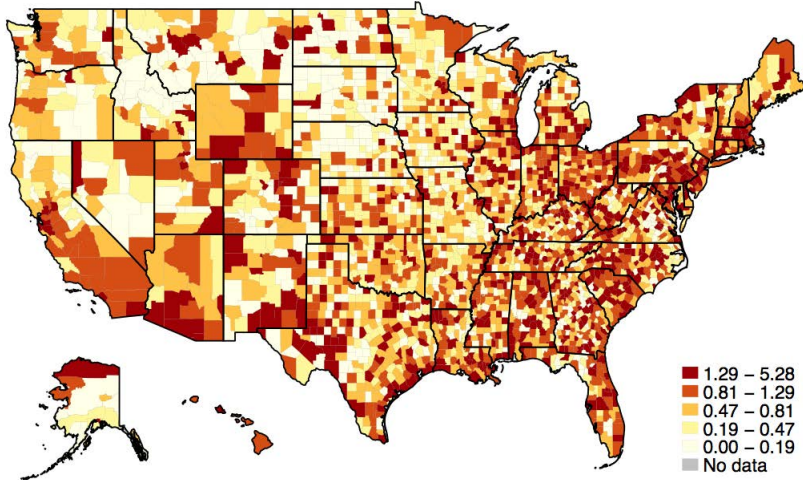 1.29 – 5.28
0.81 – 1.29
0.47 – 0.81
0.19 – 0.47
0.00 – 0.19
No data